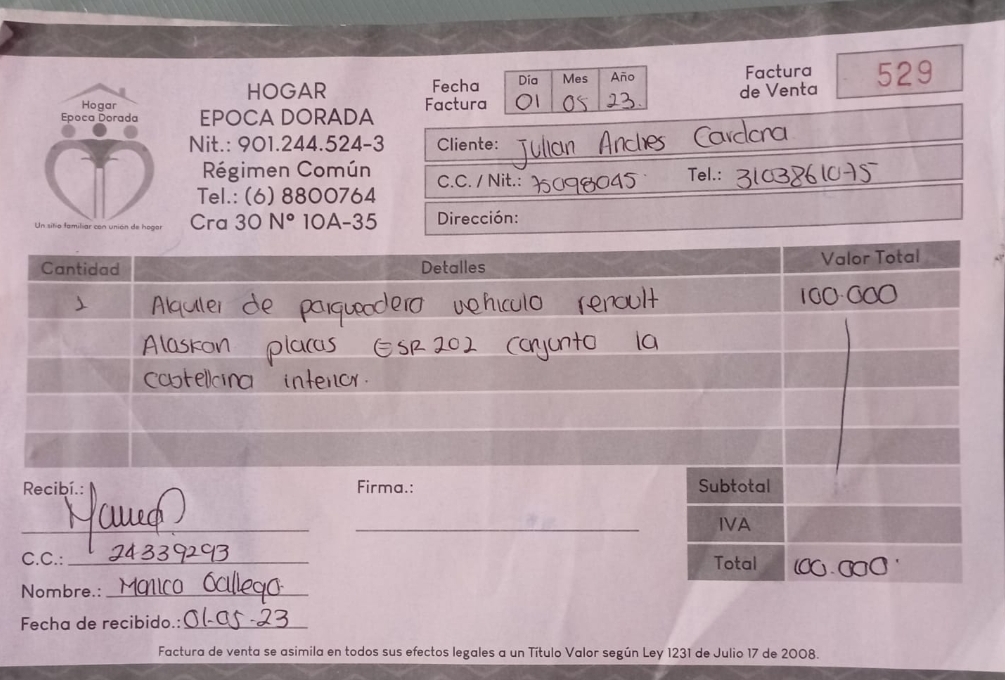 Hogar
Epoca Dorada
Un sitio familiar con unión de hogar
HOGAR
EPOCA DORADA
Nit.: 901.244.524-3
Régimen Común
Tel.: (6) 8800764
Cra 30 Nº 10A-35
Fecha Factura
Día Mes Año
01 05 23.
Factura de Venta
529
Cliente: Julian Andres Cardona
C.C. / Nit.: 75098045 Tel.: 3103861075
Dirección:
Cantidad Detalles Valor Total
1 Alquiler de parqueadero vehiculo renault 100.000
Alaskan placas ESR 202 conjunto la
castellana interior.
Recibí.:
Firma.:
Subtotal
IVA
Total 100.000
C.C.: 24339293
Nombre.: Monica Gallego.
Fecha de recibido.: 01-05-23
Factura de venta se asimila en todos sus efectos legales a un Título Valor según Ley 1231 de Julio 17 de 2008.